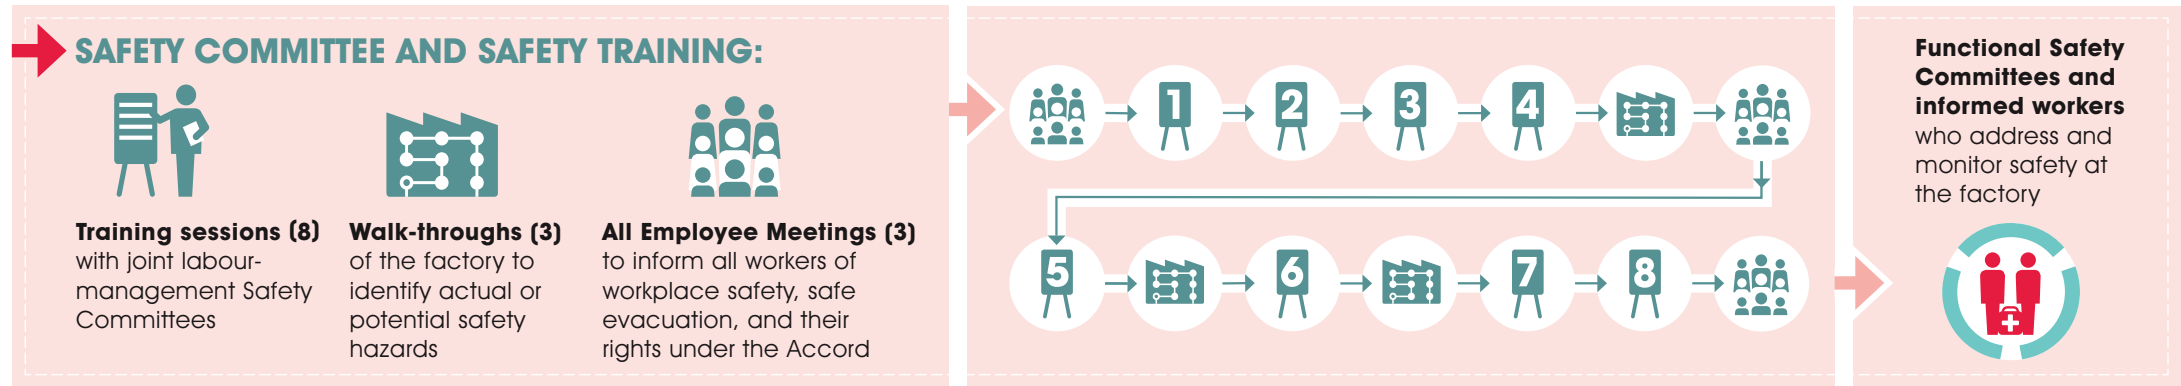 SAFETY COMMITTEE AND SAFETY TRAINING:
Training sessions (8)
with joint labour-
management Safety
Committees
Walk-throughs (3)
of the factory to
identify actual or
potential safety
hazards
All Employee Meetings (3)
to inform all workers of
workplace safety, safe
evacuation, and their
rights under the Accord
1 2 3 4
5 6 7 8
Functional Safety
Committees and
informed workers
who address and
monitor safety at
the factory